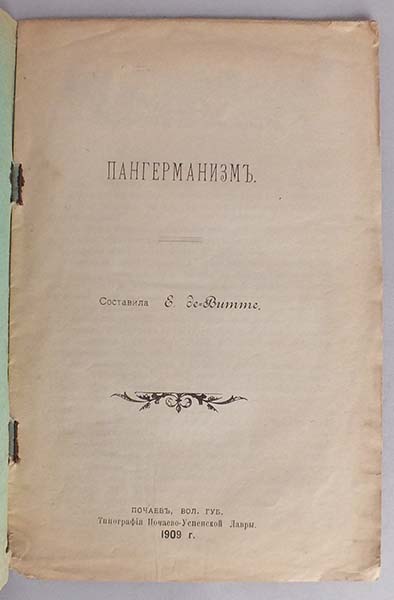 ПАНГЕРМАНИЗМЪ.
Составила Е. де-Витте.
ПОЧАЕВЪ, ВОЛ. ГУБ.
Типографія Почаево-Успенской Лавры.
1909 г.